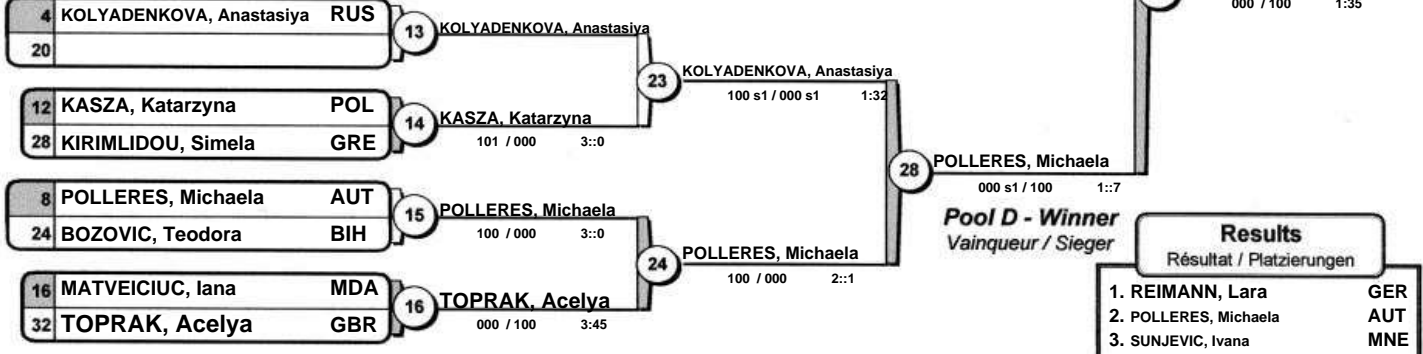 000 / 100 1:35
4 KOLYADENKOVA, Anastasiya RUS
20
13 KOLYADENKOVA, Anastasiya
12 KASZA, Katarzyna POL
28 KIRIMLIDOU, Simela GRE
14 KASZA, Katarzyna
101 / 000 3::0
23 KOLYADENKOVA, Anastasiya
100 s1 / 000 s1 1:32
8 POLLERES, Michaela AUT
24 BOZOVIC, Teodora BIH
15 POLLERES, Michaela
100 / 000 3::0
16 MATVEICIUC, Iana MDA
32 TOPRAK, Acelya GBR
16 TOPRAK, Acelya
000 / 100 3:45
24 POLLERES, Michaela
100 / 000 2::1
28 POLLERES, Michaela
000 s1 / 100 1::7
Pool D - Winner
Vainqueur / Sieger
Results
Résultat / Platzierungen
1. REIMANN, Lara GER
2. POLLERES, Michaela AUT
3. SUNJEVIC, Ivana MNE